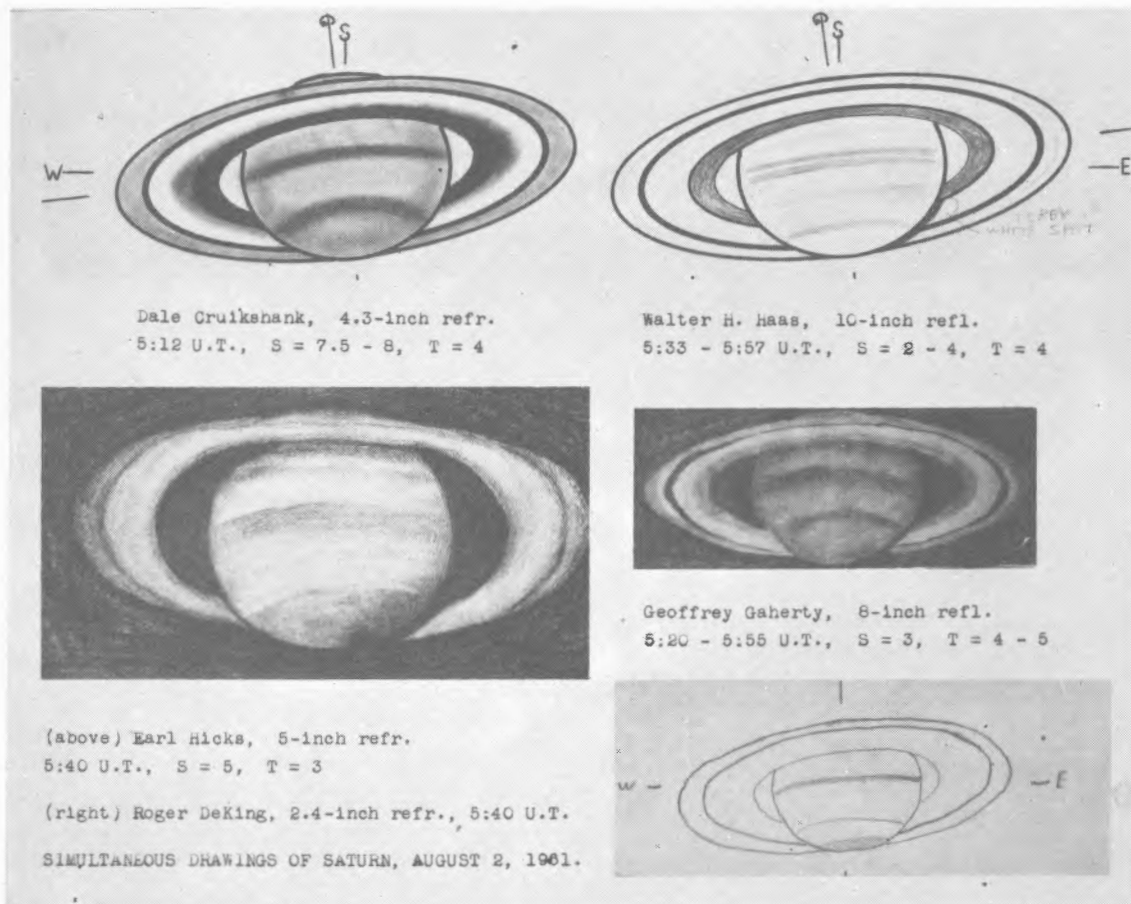 S
S
W
E
TERBY
WHITE SPOT
Dale Cruikshank, 4.3-inch refr.
5:12 U.T., S = 7.5 - 8, T = 4
Walter H. Haas, 10-inch refl.
5:33 - 5:57 U.T., S = 2 - 4, T = 4
Geoffrey Gaherty, 8-inch refl.
5:20 - 5:55 U.T., S = 3, T = 4 - 5
(above) Earl Hicks, 5-inch refr.
5:40 U.T., S = 5, T = 3
(right) Roger DeKing, 2.4-inch refr., 5:40 U.T.
SIMULTANEOUS DRAWINGS OF SATURN, AUGUST 2, 1961.
W
E